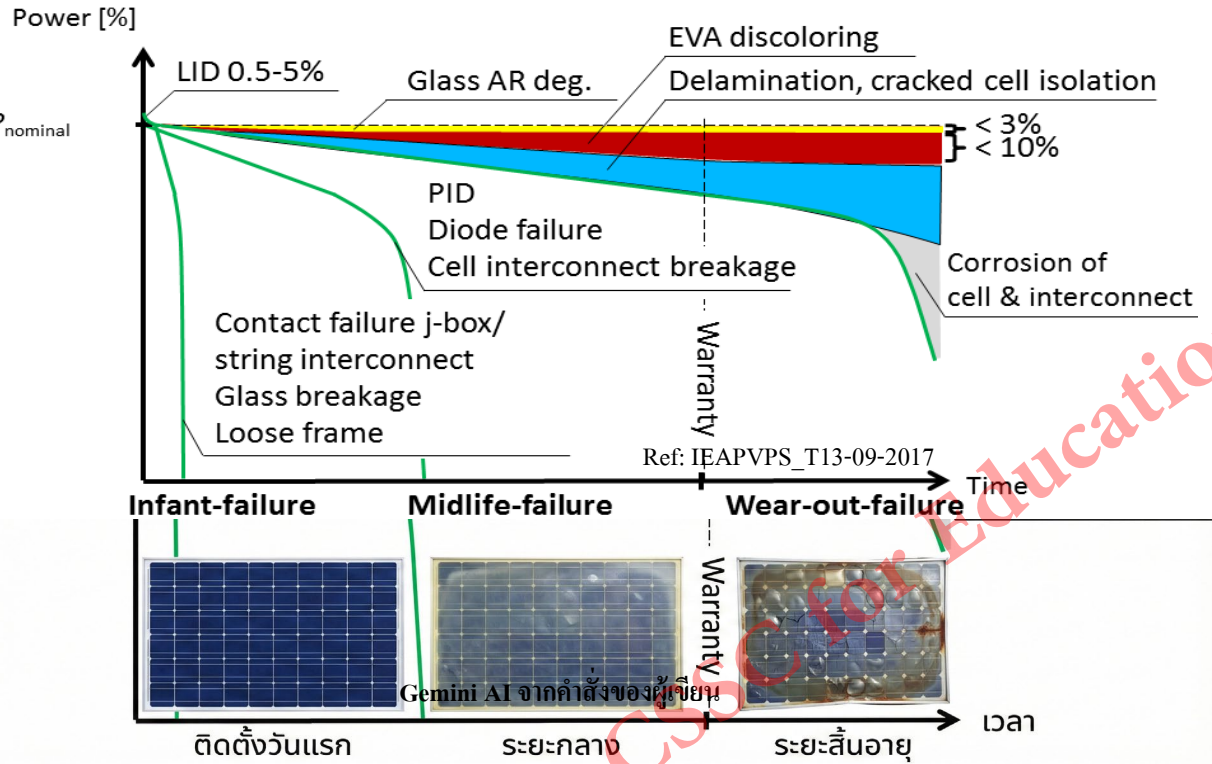 Power [%]
LID 0.5-5%
EVA discoloring
Glass AR deg.
Delamination, cracked cell isolation
Pnominal
< 3%
< 10%
PID
Diode failure
Cell interconnect breakage
Corrosion of
cell & interconnect
Contact failure j-box/
string interconnect
Glass breakage
Loose frame
Warranty
Ref: IEAPVPS_T13-09-2017
Time
Infant-failure
Midlife-failure
Wear-out-failure
Warranty
Gemini AI จากคำสั่งของผู้เขียน
เวลา
ติดตั้งวันแรก
ระยะกลาง
ระยะสิ้นอายุ
CSSC for Educatio